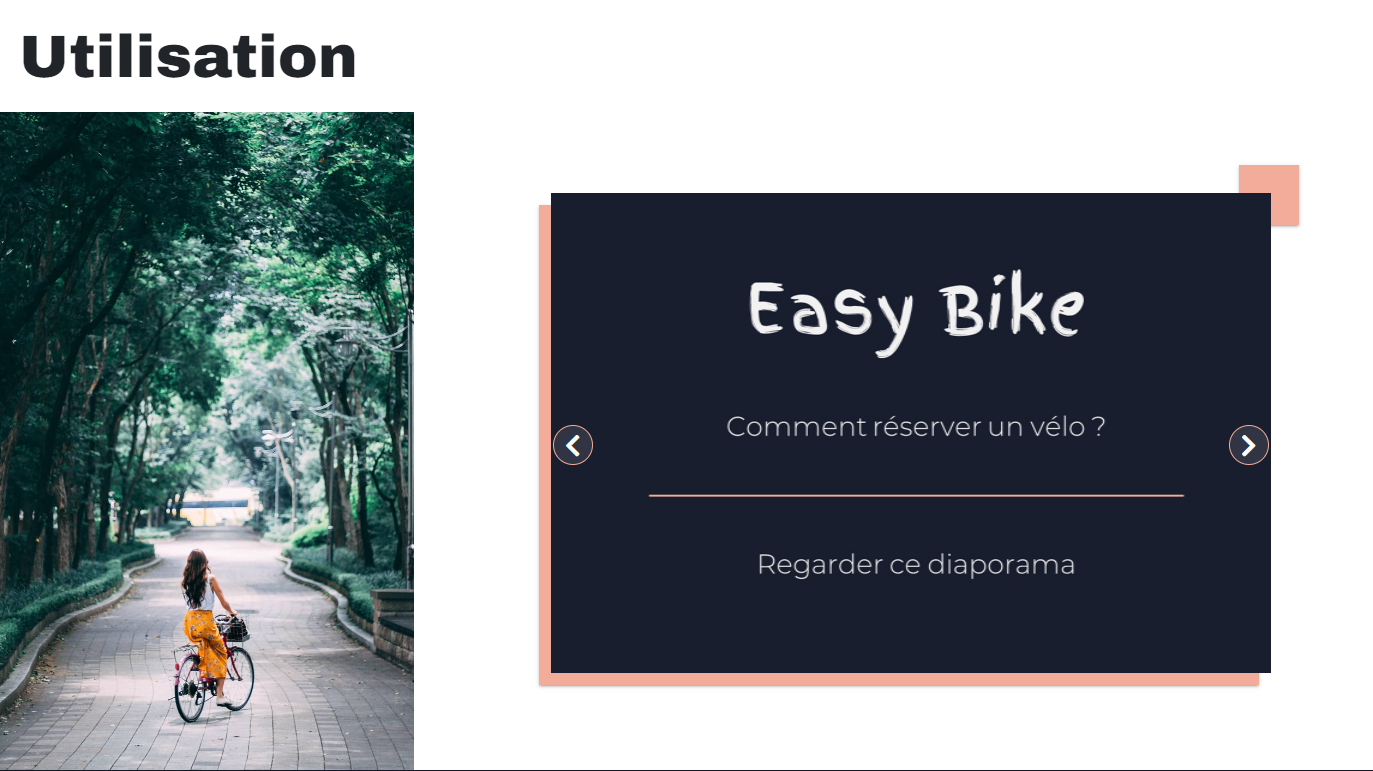 Utilisation
Easy Bike
Comment réserver un vélo ?
Regarder ce diaporama